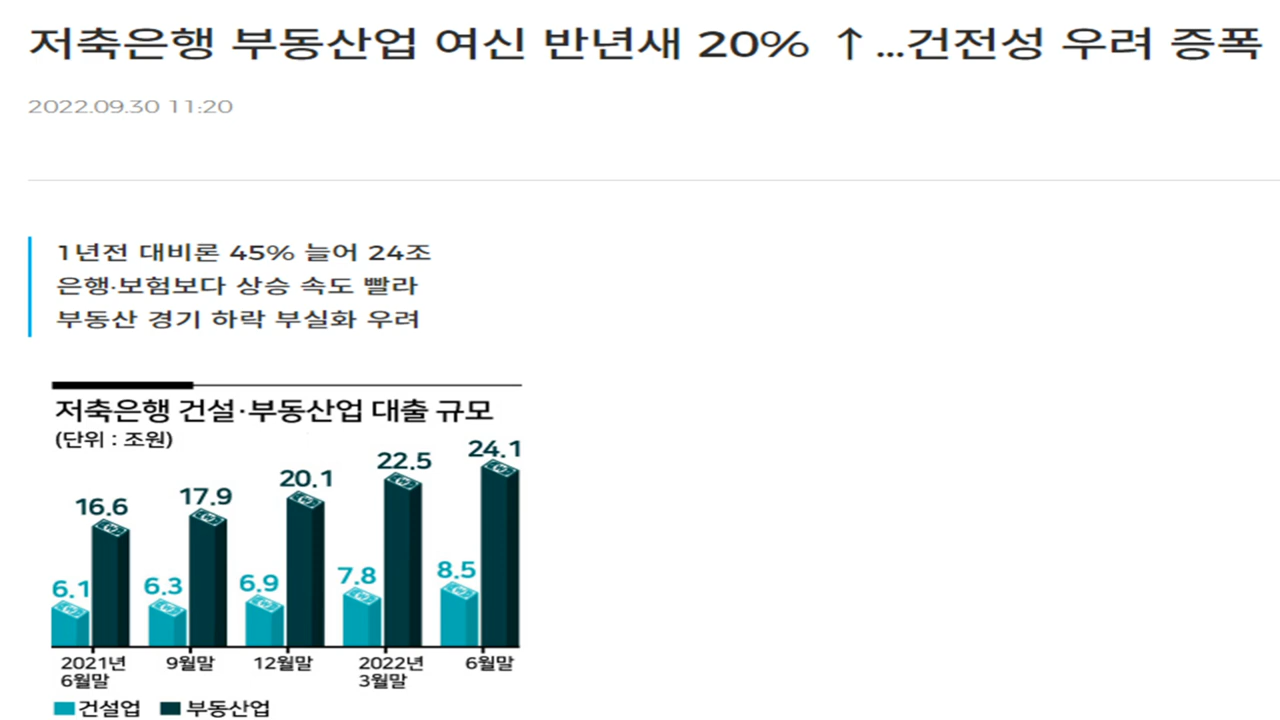 저축은행 부동산업 여신 반년새 20% ↑...건전성 우려 증폭
2022.09.30 11:20
1년전 대비론 45% 늘어 24조
은행·보험보다 상승 속도 빨라
부동산 경기 하락 부실화 우려
저축은행 건설·부동산업 대출 규모
(단위 : 조원)
6.1 16.6 6.3 17.9 6.9 20.1 7.8 22.5 8.5 24.1
2021년 6월말 9월말 12월말 2022년 3월말 6월말
건설업 부동산업